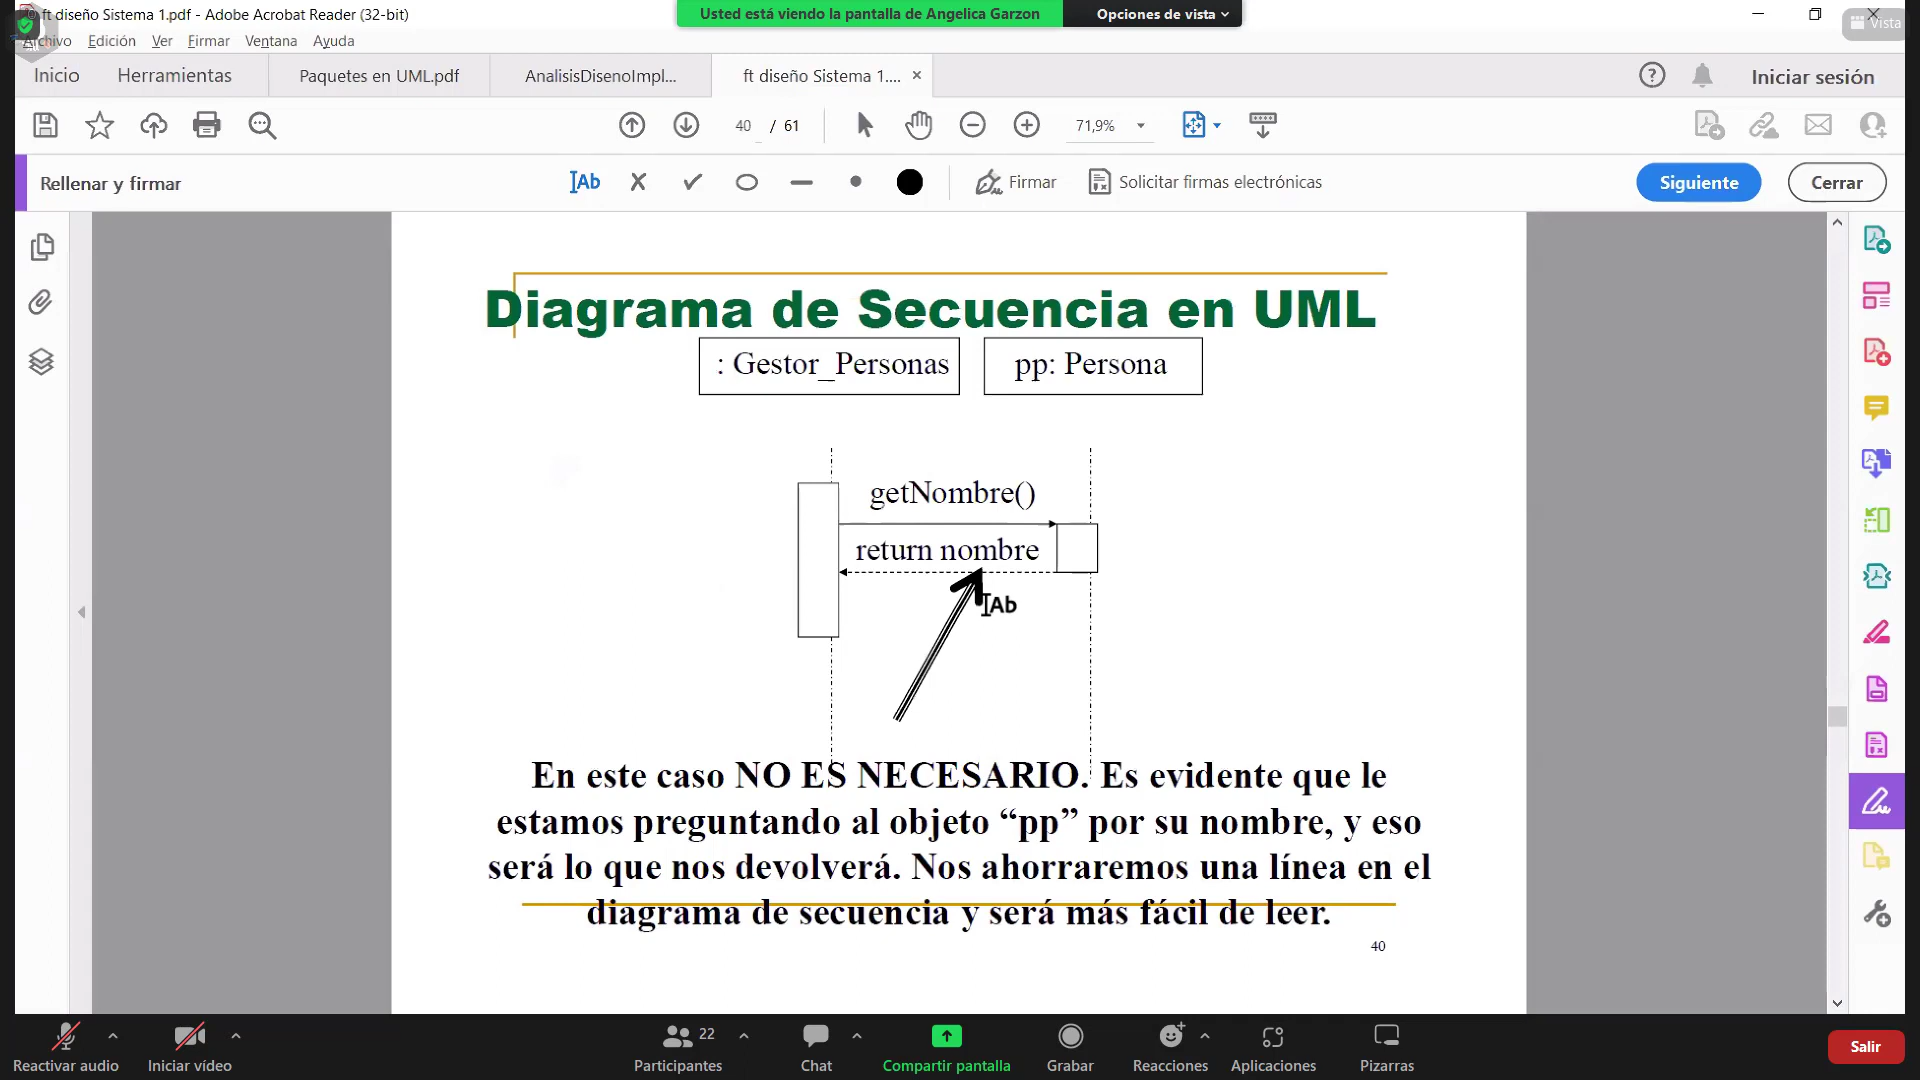 ft diseño Sistema 1.pdf - Adobe Acrobat Reader (32-bit)
Usted está viendo la pantalla de Angelica Garzon
Opciones de vista
Vista
Archivo Edición Ver Firmar Ventana Ayuda
Inicio Herramientas Paquetes en UML.pdf AnalisisDisenoImpl... ft diseño Sistema 1.... Iniciar sesión
40 / 61 71,9%
Rellenar y firmar Ab Firmar Solicitar firmas electrónicas Siguiente Cerrar
Diagrama de Secuencia en UML
: Gestor_Personas pp: Persona
getNombre()
return nombre
Ab
En este caso NO ES NECESARIO. Es evidente que le
estamos preguntando al objeto “pp” por su nombre, y eso
será lo que nos devolverá. Nos ahorraremos una línea en el
diagrama de secuencia y será más fácil de leer.
40
22
Reactivar audio Iniciar vídeo Participantes Chat Compartir pantalla Grabar Reacciones Aplicaciones Pizarras Salir